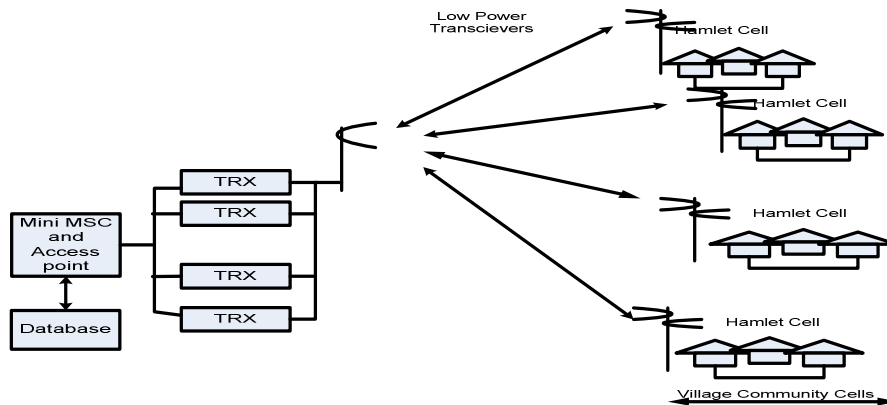 Low Power
Transcievers
Hamlet Cell
Hamlet Cell
TRX
TRX
Mini MSC
and
Access
point
Hamlet Cell
TRX
TRX
Database
Hamlet Cell
Village Community Cells